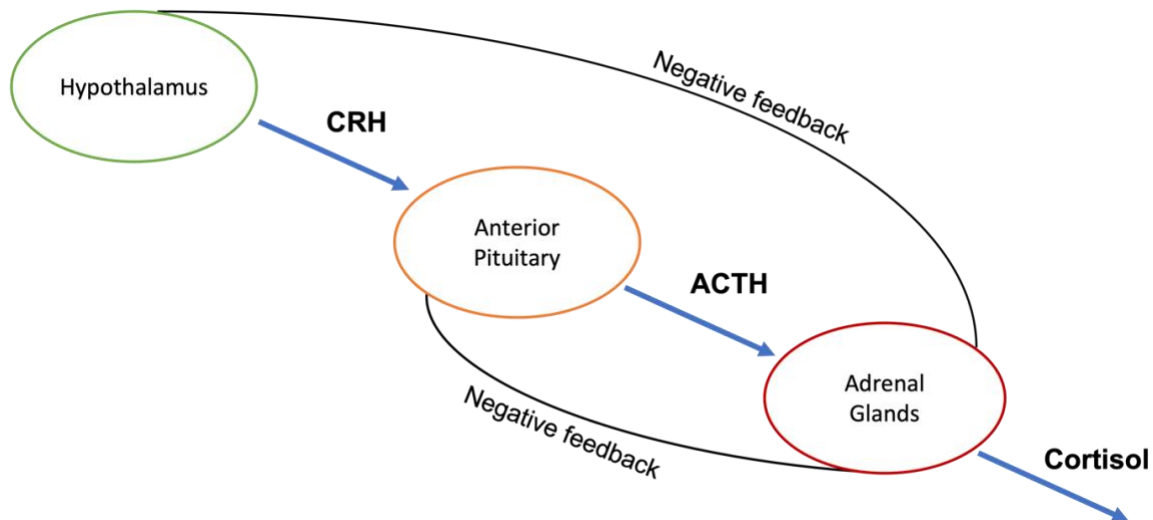 Hypothalamus
Negative feedback
CRH
Anterior
Pituitary
ACTH
Adrenal
Glands
Negative feedback
Cortisol